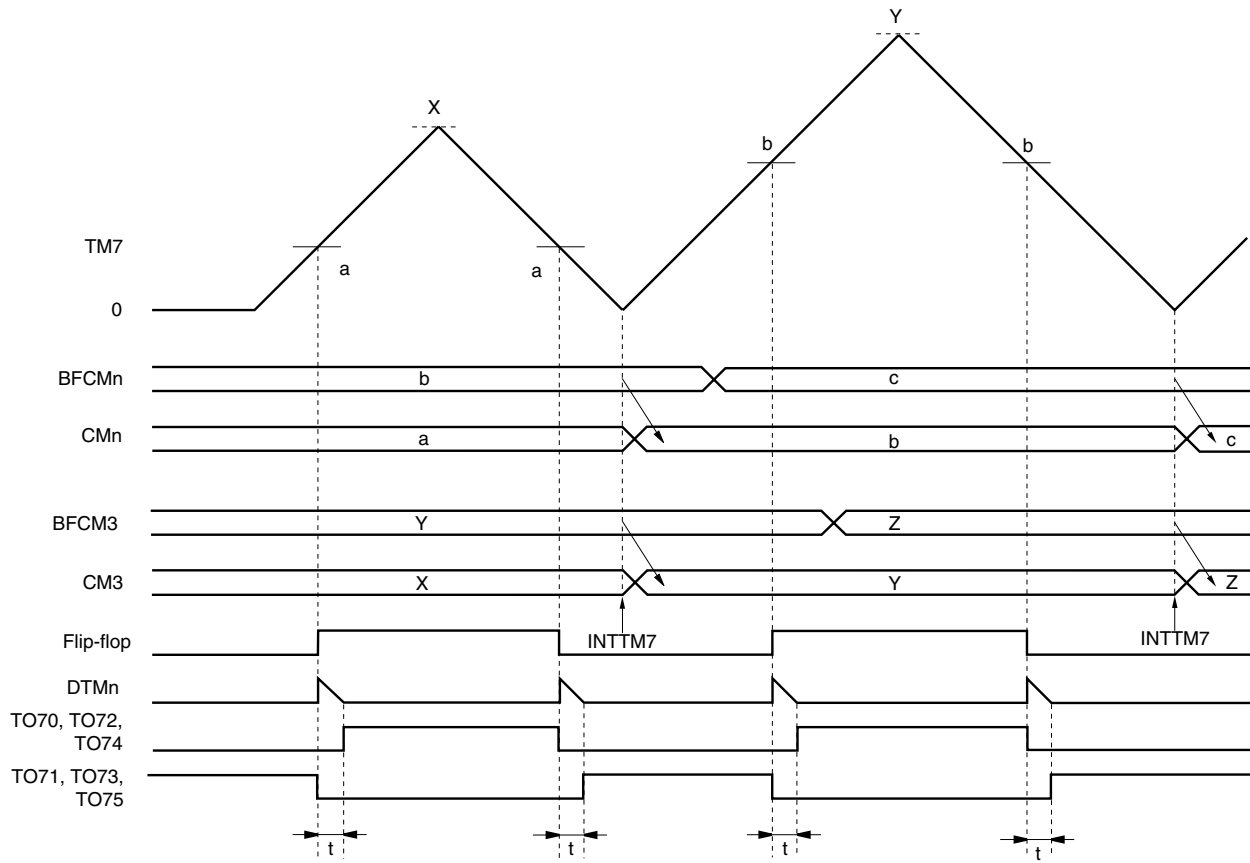 Y
X
b
b
TM7
a
a
0
BFCMn
b
c
CMn
a
b
c
BFCM3
Y
Z
CM3
X
Y
Z
Flip-flop
INTTM7
INTTM7
DTMn
TO70, TO72,
TO74
TO71, TO73,
TO75
t
t
t
t